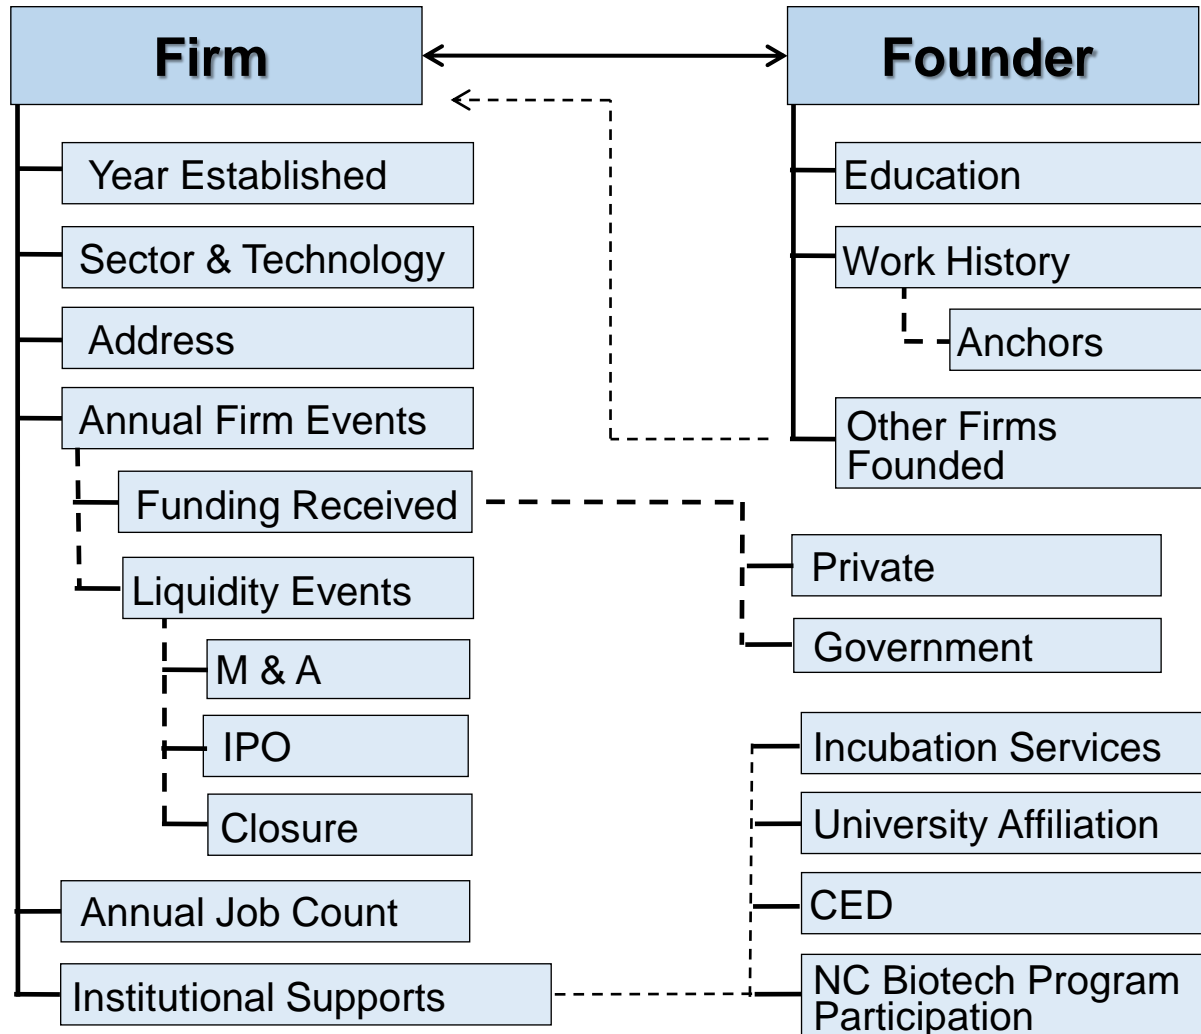 Firm
Founder
Year Established
Education
Sector & Technology
Work History
Address
Anchors
Annual Firm Events
Other Firms
Founded
Funding Received
Private
Liquidity Events
Government
M & A
IPO
Incubation Services
Closure
University Affiliation
Annual Job Count
CED
Institutional Supports
NC Biotech Program
Participation